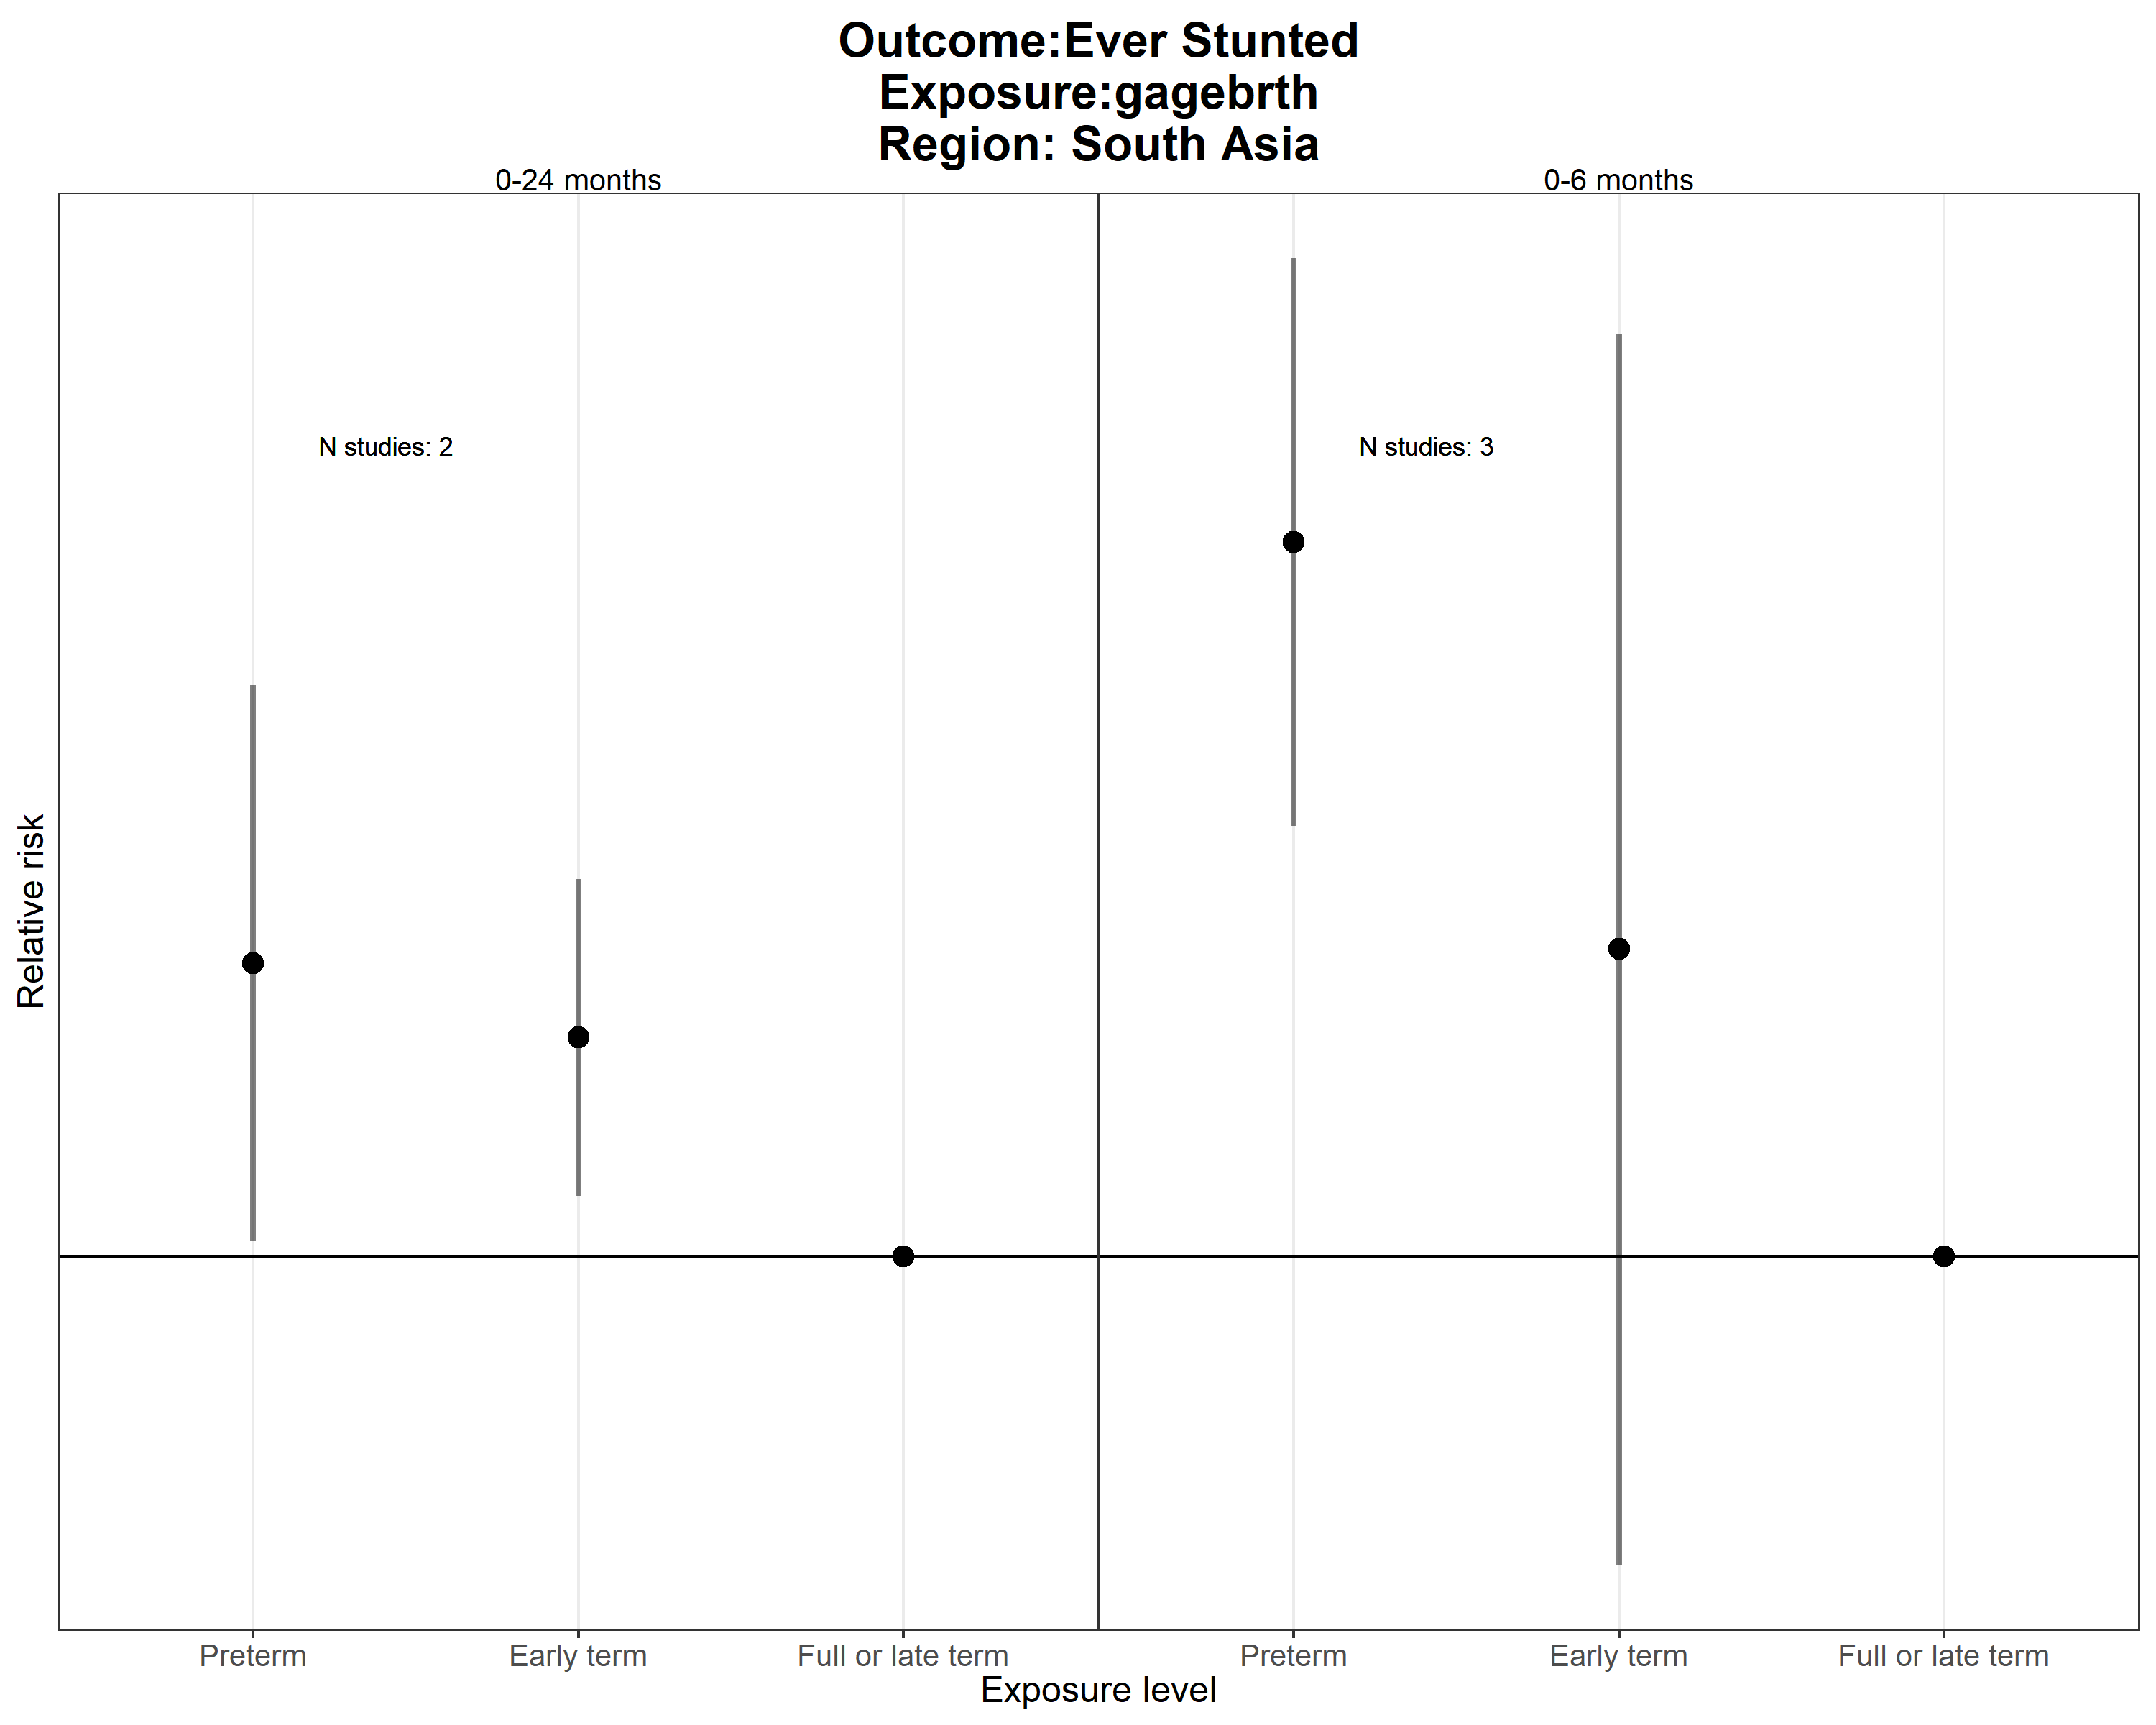 Outcome:Ever Stunted
Exposure:gagebrth
Region: South Asia
0-24 months
0-6 months
N studies: 2
N studies: 3
Relative risk
Preterm
Early term
Full or late term
Preterm
Early term
Full or late term
Exposure level